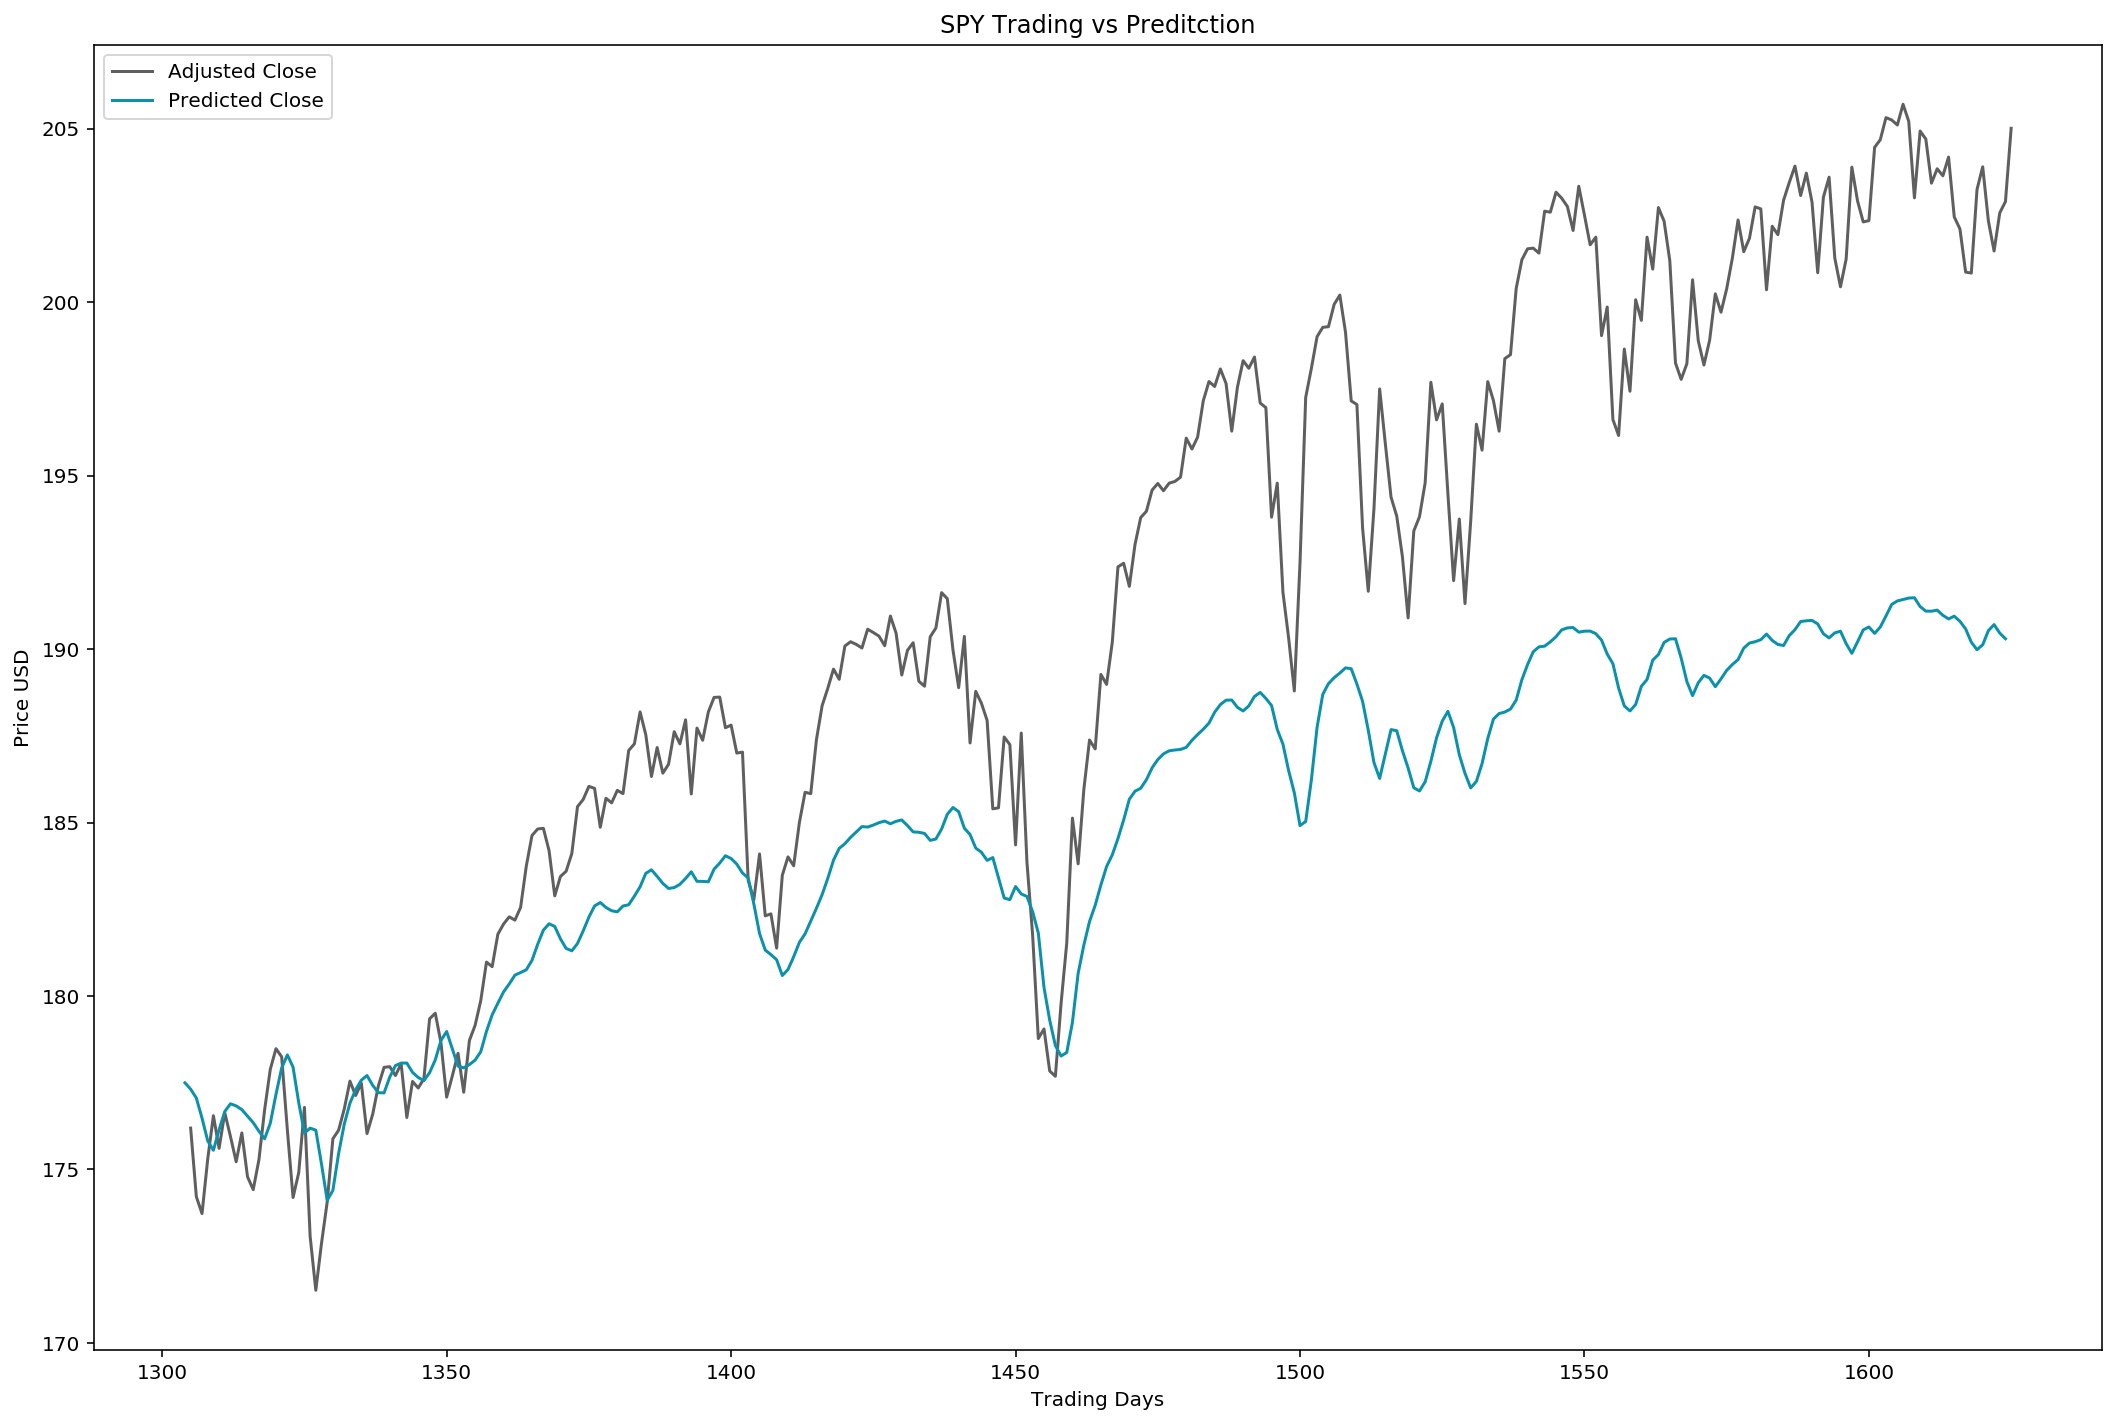 SPY Trading vs Preditction
Adjusted Close
Predicted Close
205
200
195
190
185
180
175
170
Price USD
1300 1350 1400 1450 1500 1550 1600
Trading Days